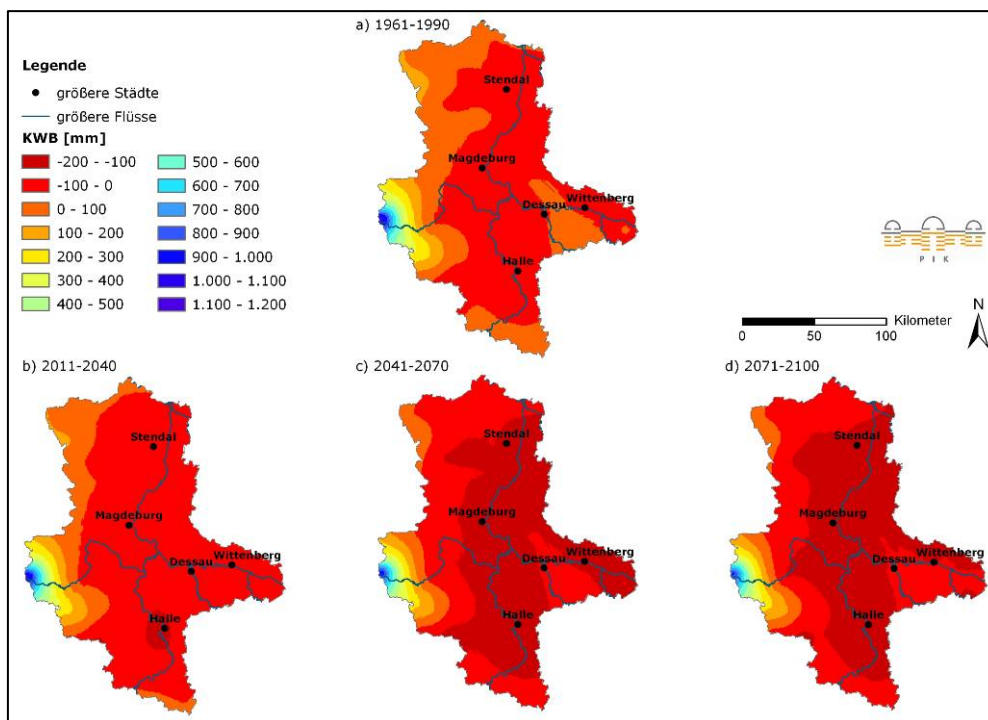 a) 1961-1990
Legende
größere Städte
größere Flüsse
KWB [mm]
-200 - -100
-100 - 0
0 - 100
100 - 200
200 - 300
300 - 400
400 - 500
500 - 600
600 - 700
700 - 800
800 - 900
900 - 1.000
1.000 - 1.100
1.100 - 1.200
Stendal
Magdeburg
Dessau
Wittenberg
Halle
P I K
Kilometer
0 50 100
N
b) 2011-2040
Stendal
Magdeburg
Dessau
Wittenberg
Halle
c) 2041-2070
Stendal
Magdeburg
Dessau
Wittenberg
Halle
d) 2071-2100
Stendal
Magdeburg
Dessau
Wittenberg
Halle